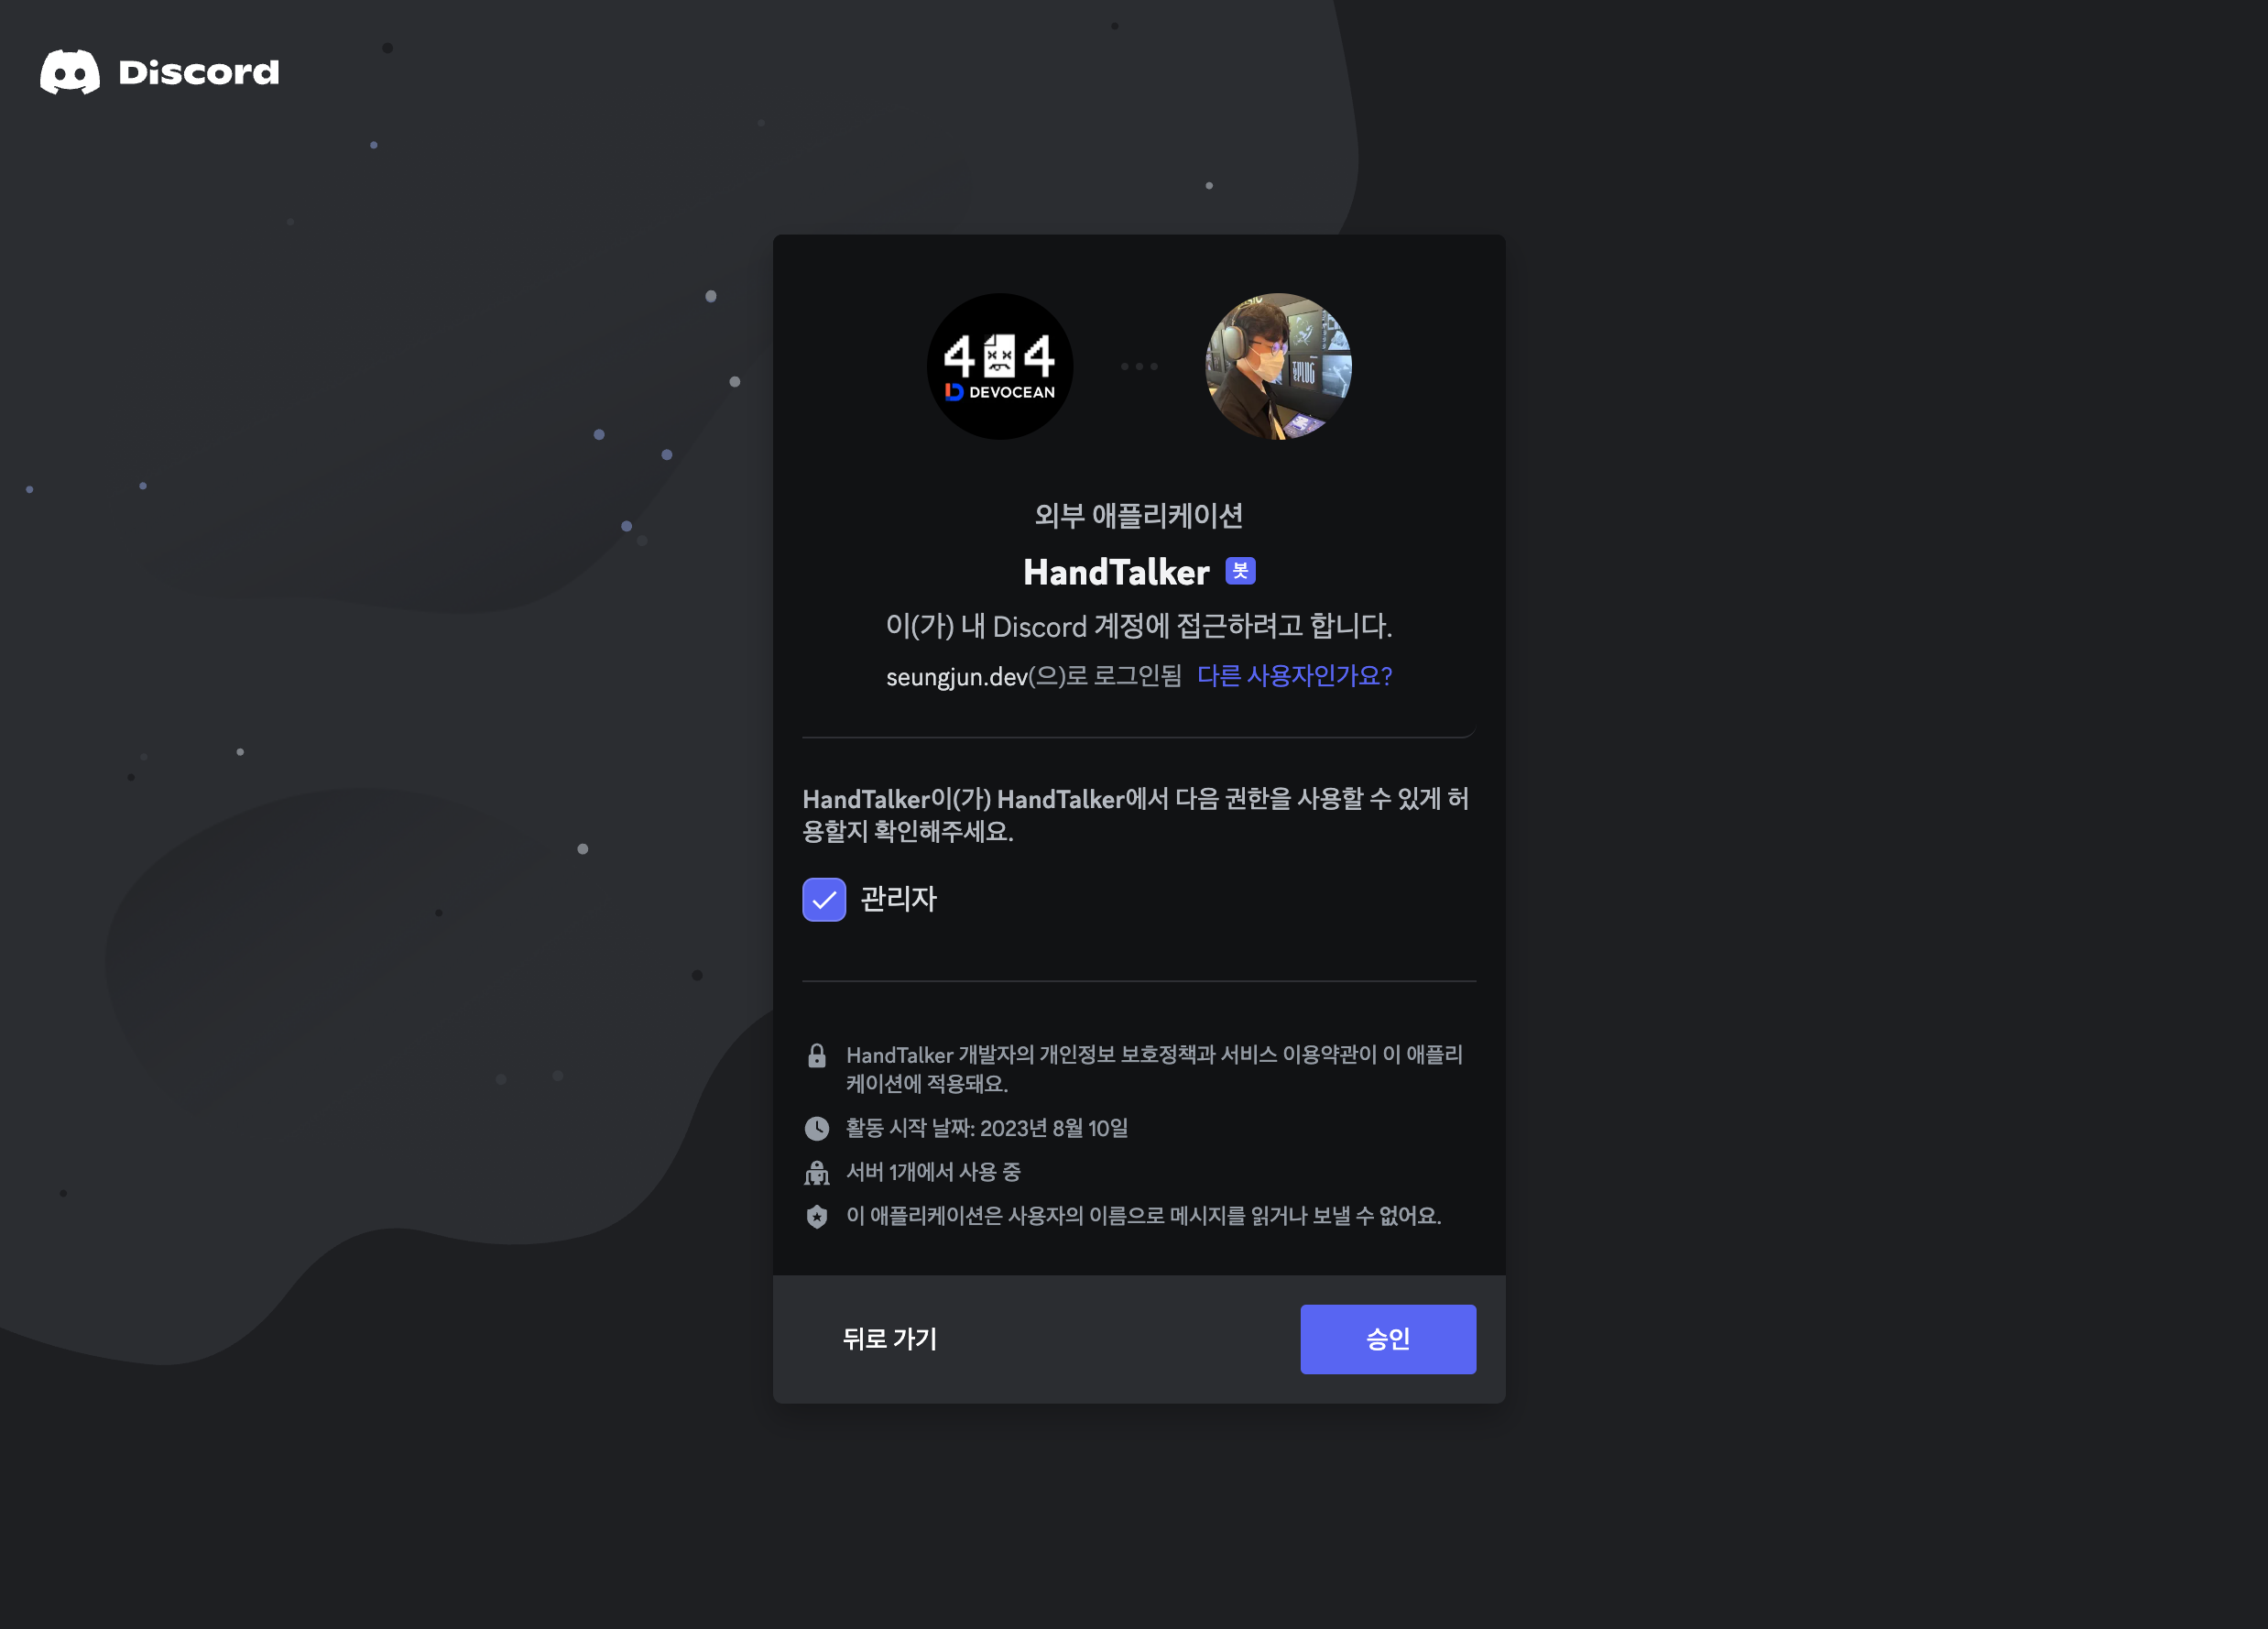 Discord
4 4
DEVOCEAN
PLUG
외부 애플리케이션
HandTalker 봇
이(가) 내 Discord 계정에 접근하려고 합니다.
seungjun.dev(으)로 로그인됨 다른 사용자인가요?
HandTalker이(가) HandTalker에서 다음 권한을 사용할 수 있게 허
용할지 확인해주세요.
관리자
HandTalker 개발자의 개인정보 보호정책과 서비스 이용약관이 이 애플리
케이션에 적용돼요.
활동 시작 날짜: 2023년 8월 10일
서버 1개에서 사용 중
이 애플리케이션은 사용자의 이름으로 메시지를 읽거나 보낼 수 없어요.
뒤로 가기
승인